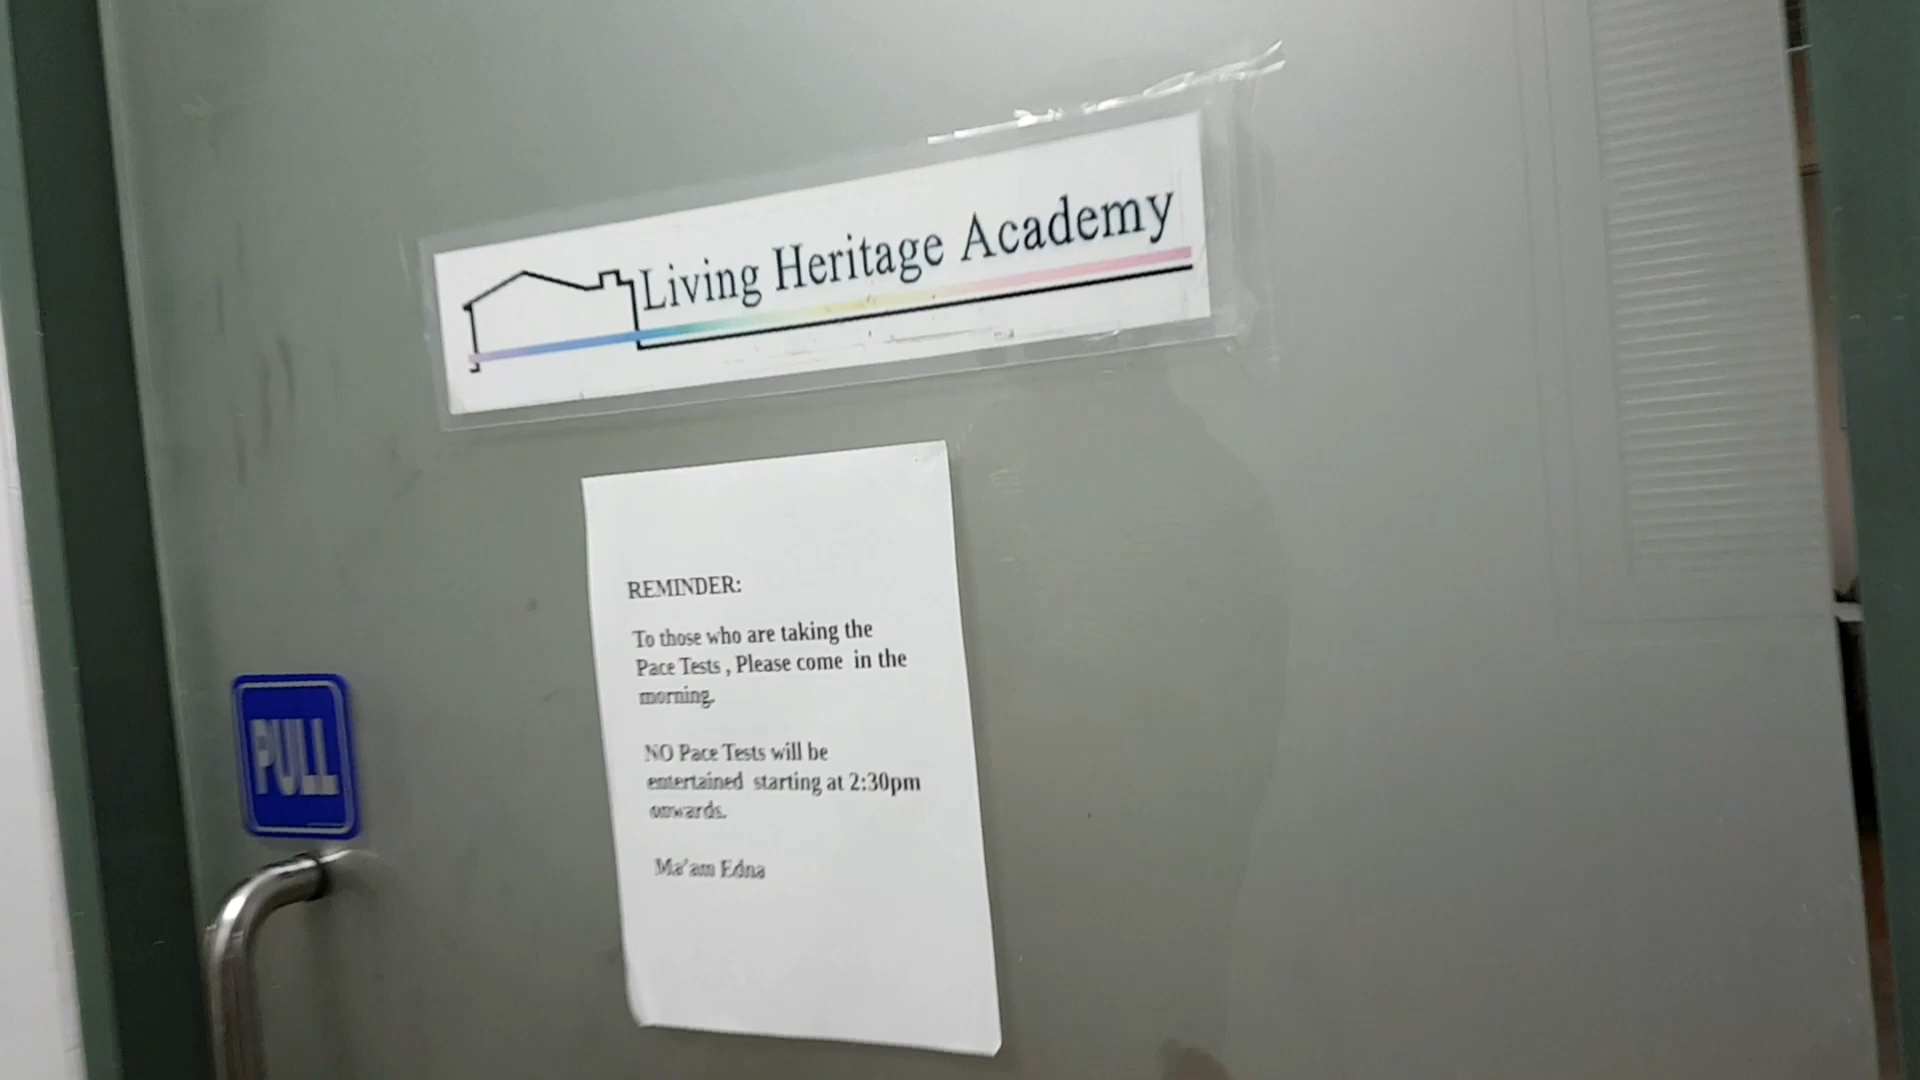 Living Heritage Academy
REMINDER:
To those who are taking the
Pace Tests , Please come in the
morning.
NO Pace Tests will be
entertained starting at 2:30pm
onwards.
Ma'am Edna
PULL